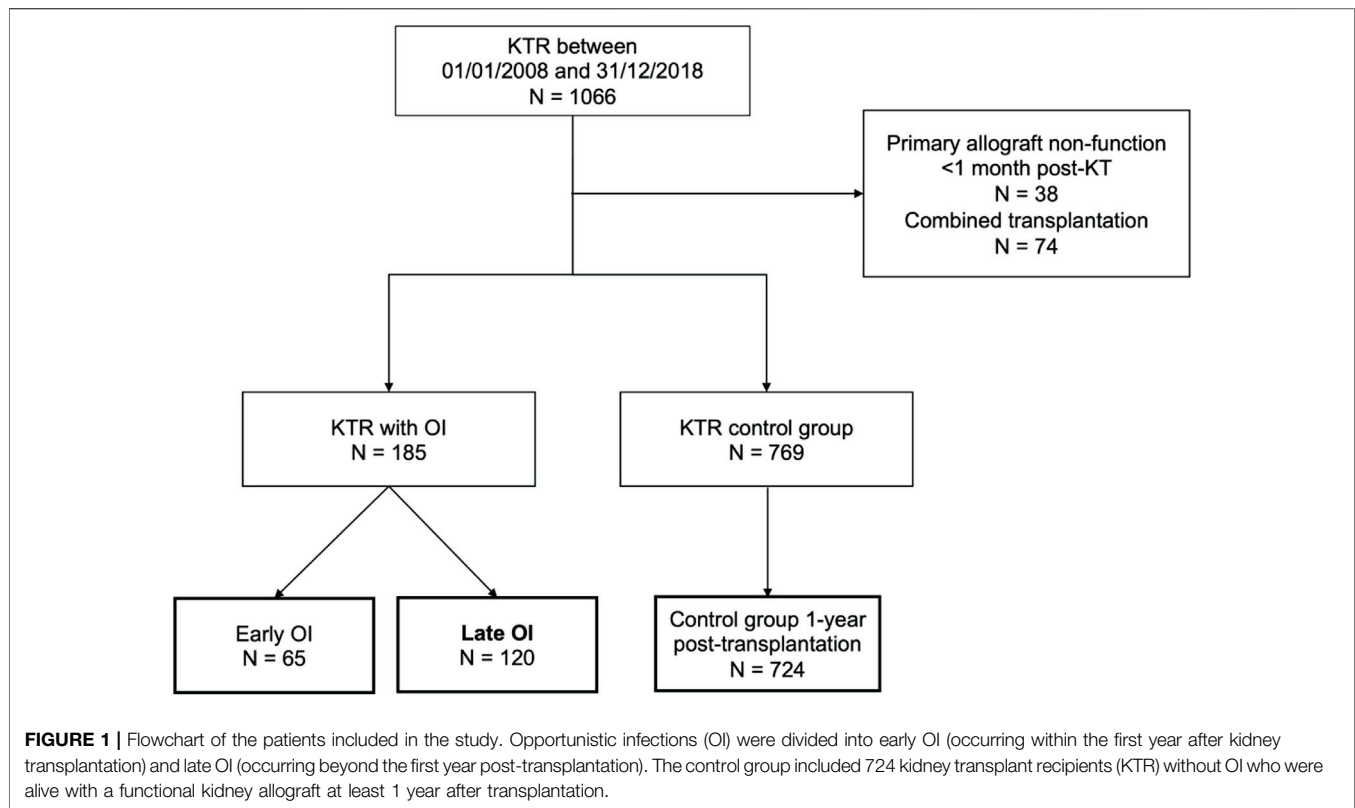 KTR between
01/01/2008 and 31/12/2018
N = 1066
Primary allograft non-function
<1 month post-KT
N = 38
Combined transplantation
N = 74
KTR with OI
N = 185
KTR control group
N = 769
Early OI
N = 65
Late OI
N = 120
Control group 1-year
post-transplantation
N = 724
FIGURE 1 | Flowchart of the patients included in the study. Opportunistic infections (OI) were divided into early OI (occurring within the first year after kidney
transplantation) and late OI (occurring beyond the first year post-transplantation). The control group included 724 kidney transplant recipients (KTR) without OI who were
alive with a functional kidney allograft at least 1 year after transplantation.